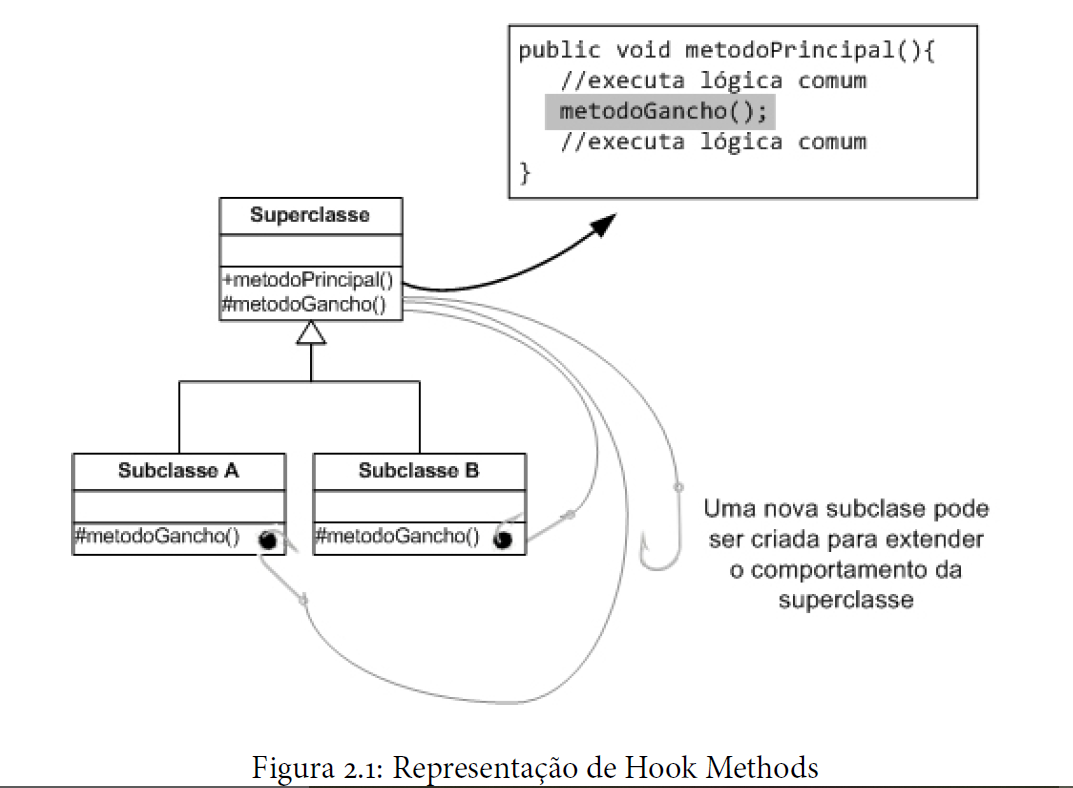 public void metodoPrincipal(){
//executa lógica comum
metodoGancho();
//executa lógica comum
}
Superclasse
+metodoPrincipal()
#metodoGancho()
Subclasse A
#metodoGancho()
Subclasse B
#metodoGancho()
Uma nova subclase pode
ser criada para extender
o comportamento da
superclasse
Figura 2.1: Representação de Hook Methods